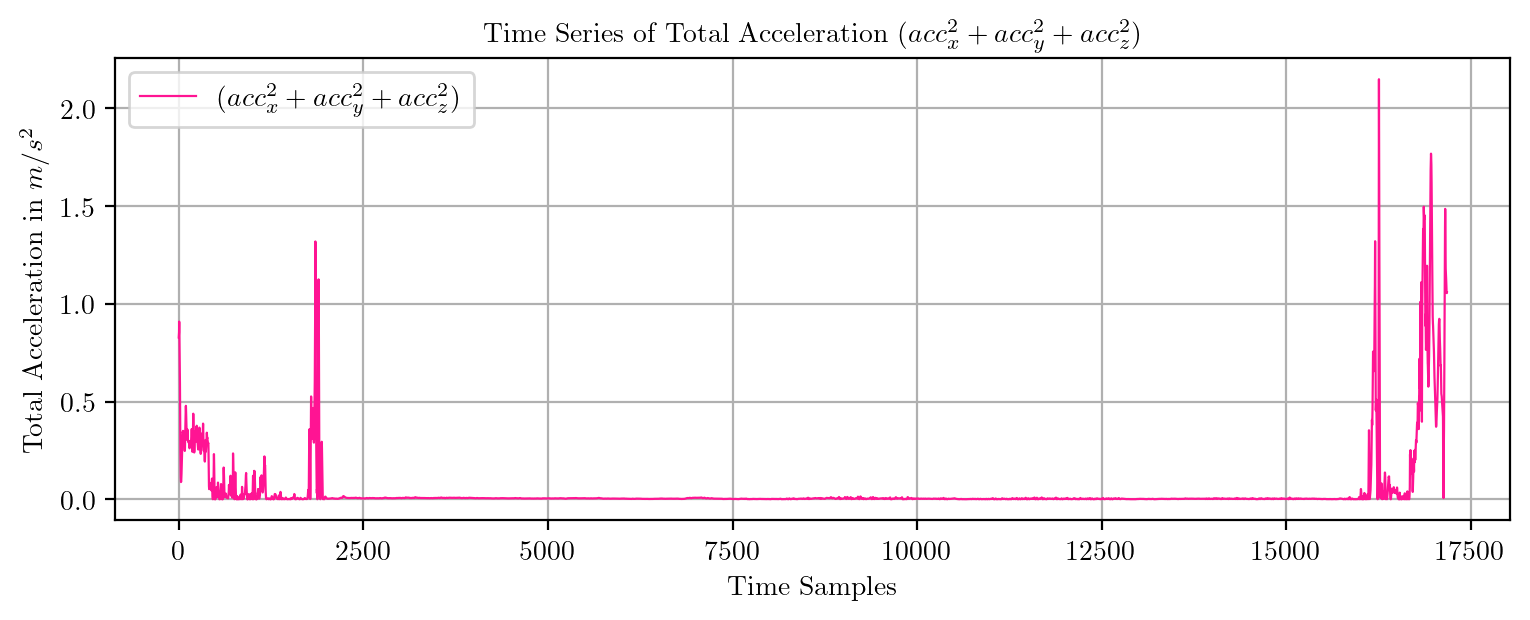 Time Series of Total Acceleration $(acc_x^2 + acc_y^2 + acc_z^2)$
$(acc_x^2 + acc_y^2 + acc_z^2)$
Total Acceleration in $m/s^2$
2.0
1.5
1.0
0.5
0.0
0 2500 5000 7500 10000 12500 15000 17500
Time Samples